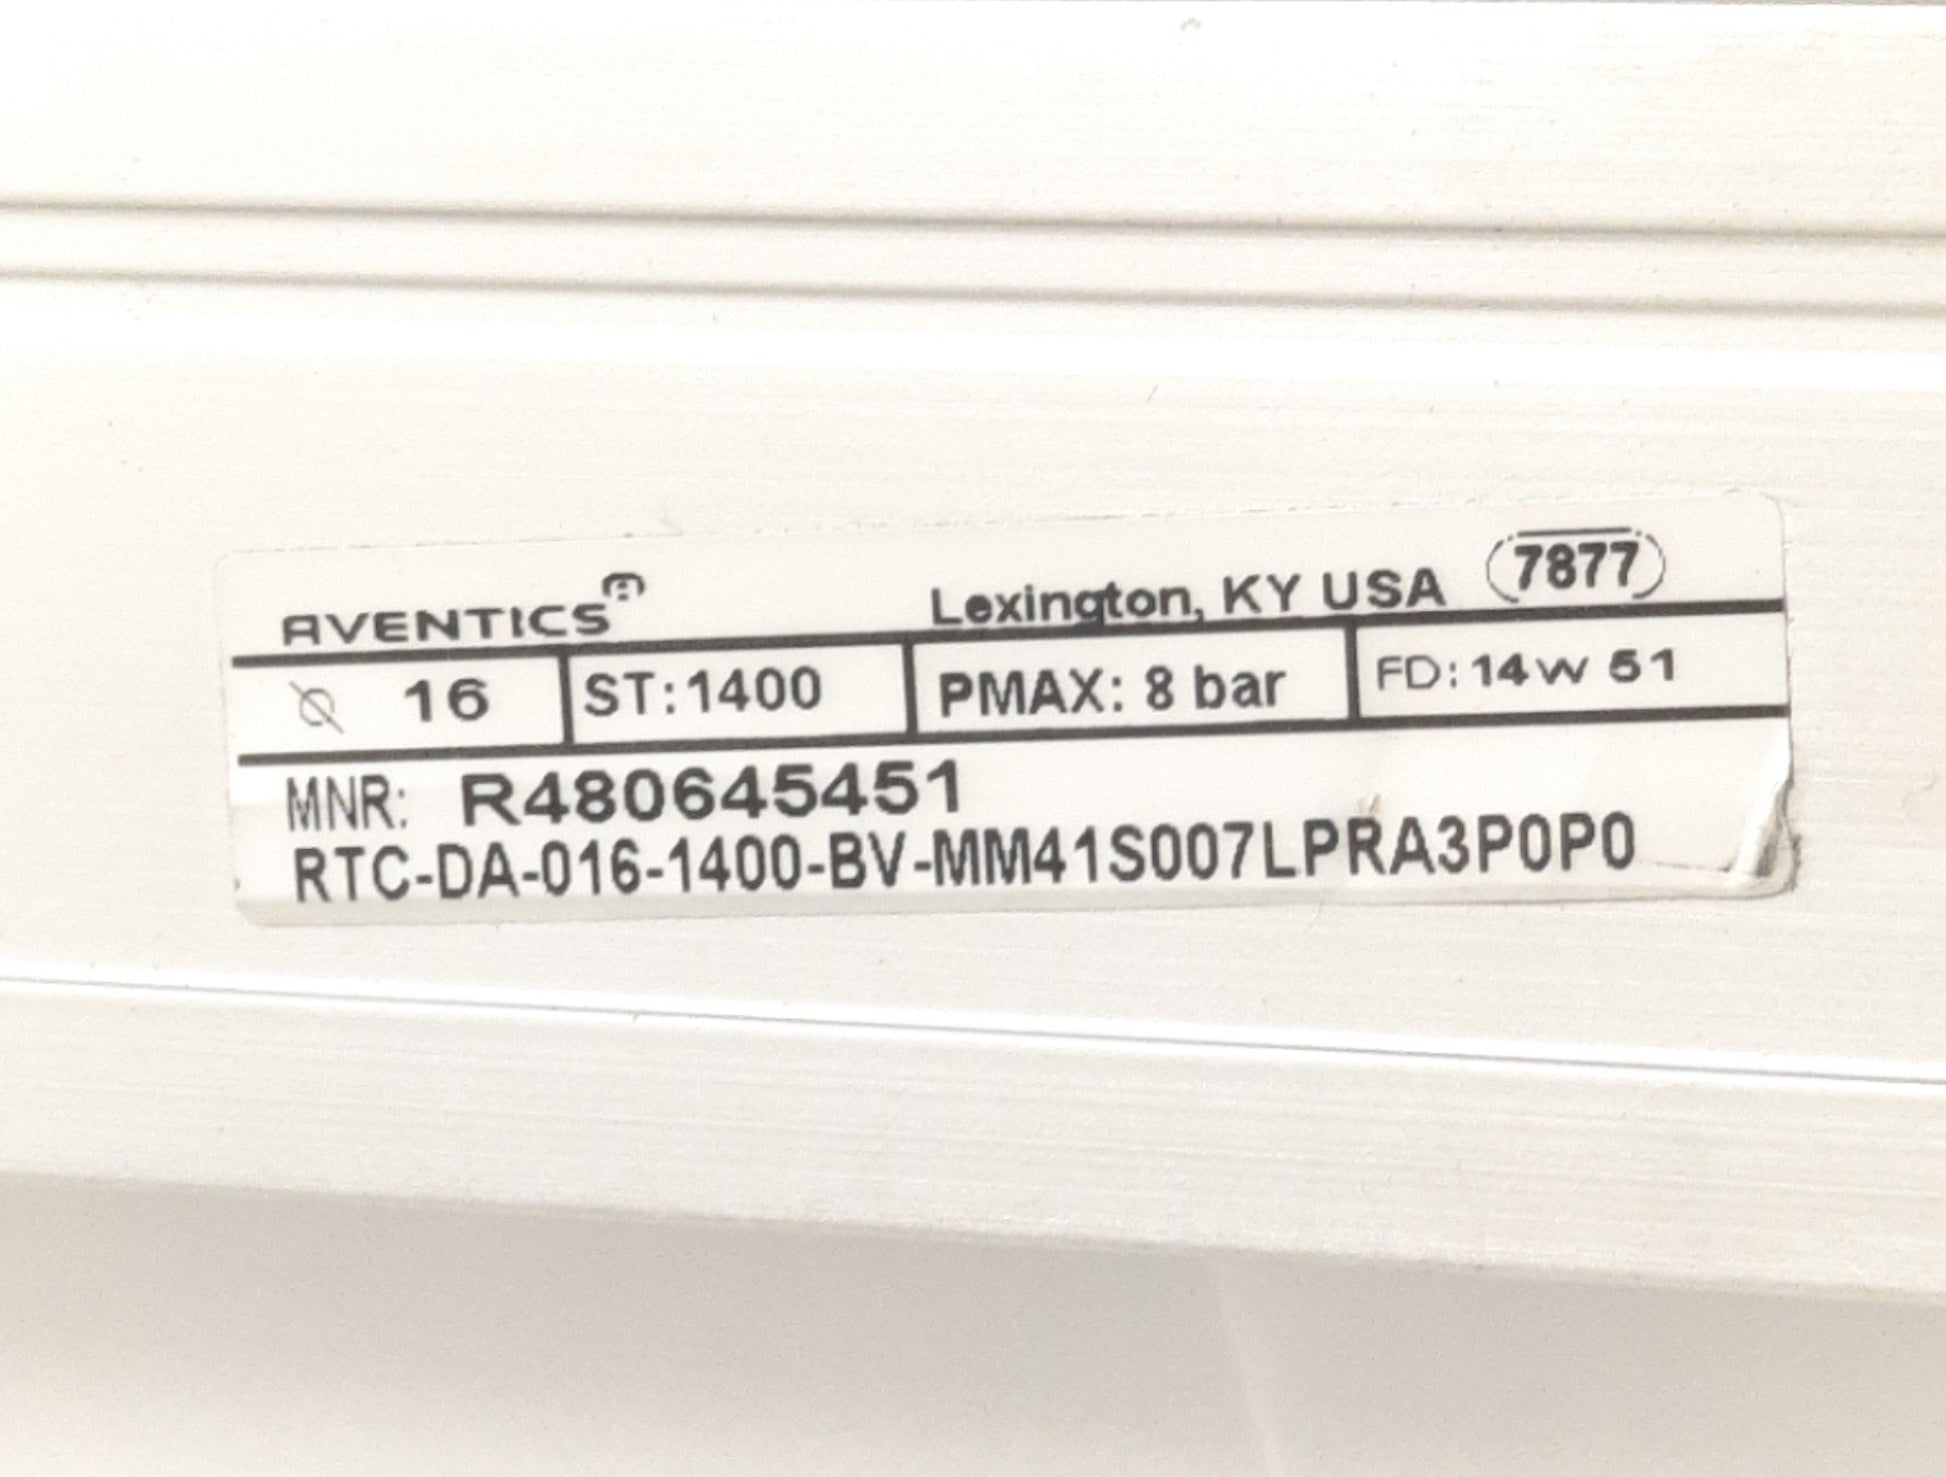 AVENTICS Lexington, KY USA 7877
⌀ 16 ST:1400 PMAX: 8 bar FD:14W 51
MNR: R480645451
RTC-DA-016-1400-BV-MM41S007LPRA3P0P0